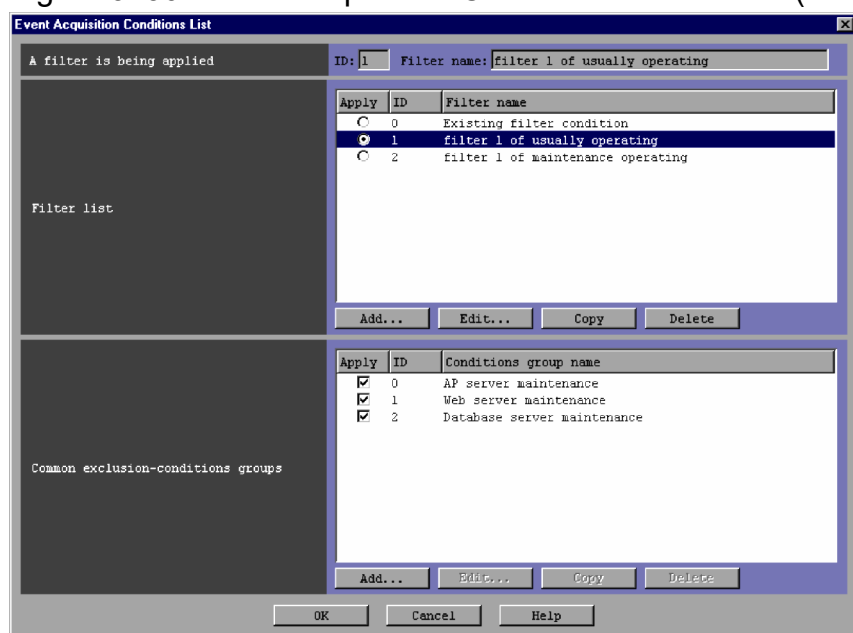 Event Acquisition Conditions List
A filter is being applied ID: 1 Filter name: filter 1 of usually operating
Apply ID Filter name
0 Existing filter condition
1 filter 1 of usually operating
2 filter 1 of maintenance operating
Filter list
Add... Edit... Copy Delete
Apply ID Conditions group name
0 AP server maintenance
1 Web server maintenance
2 Database server maintenance
Common exclusion-conditions groups
Add... Edit... Copy Delete
OK Cancel Help